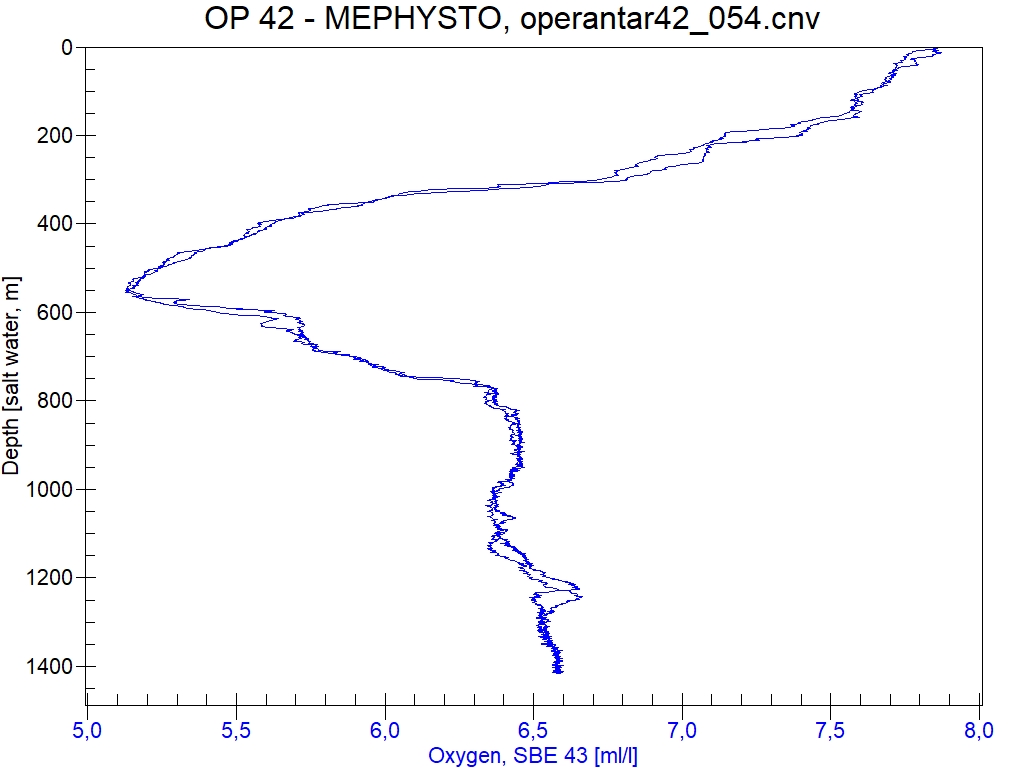 OP 42 - MEPHYSTO, operantar42_054.cnv
0
200
400
600
800
1000
1200
1400
Depth [salt water, m]
5,0 5,5 6,0 6,5 7,0 7,5 8,0
Oxygen, SBE 43 [ml/l]